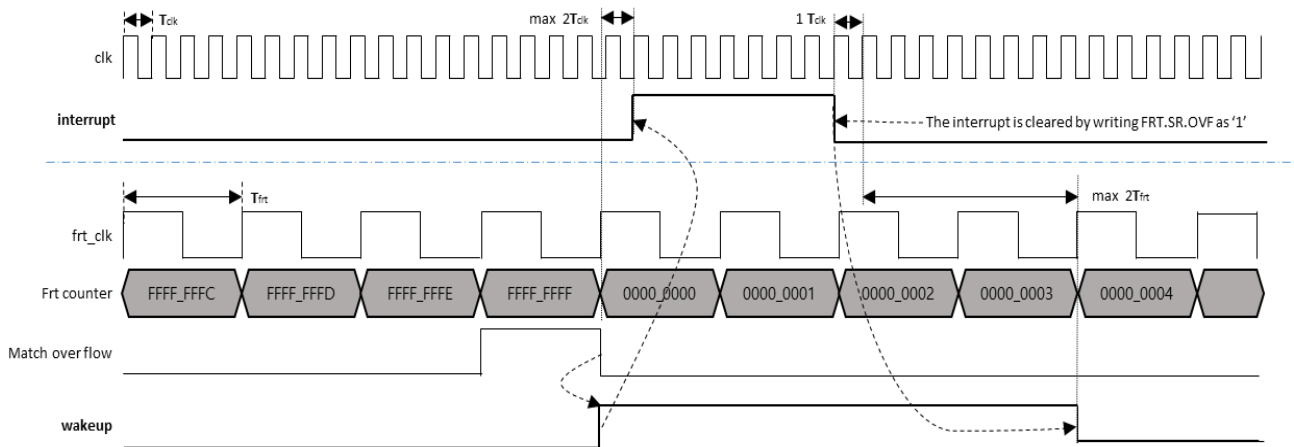 Tclk
max 2Tclk
1 Tclk
clk
interrupt
The interrupt is cleared by writing FRT.SR.OVF as ‘1’
Tfrt
max 2Tfrt
frt_clk
Frt counter
FFFF_FFFC
FFFF_FFFD
FFFF_FFFE
FFFF_FFFF
0000_0000
0000_0001
0000_0002
0000_0003
0000_0004
Match over flow
wakeup